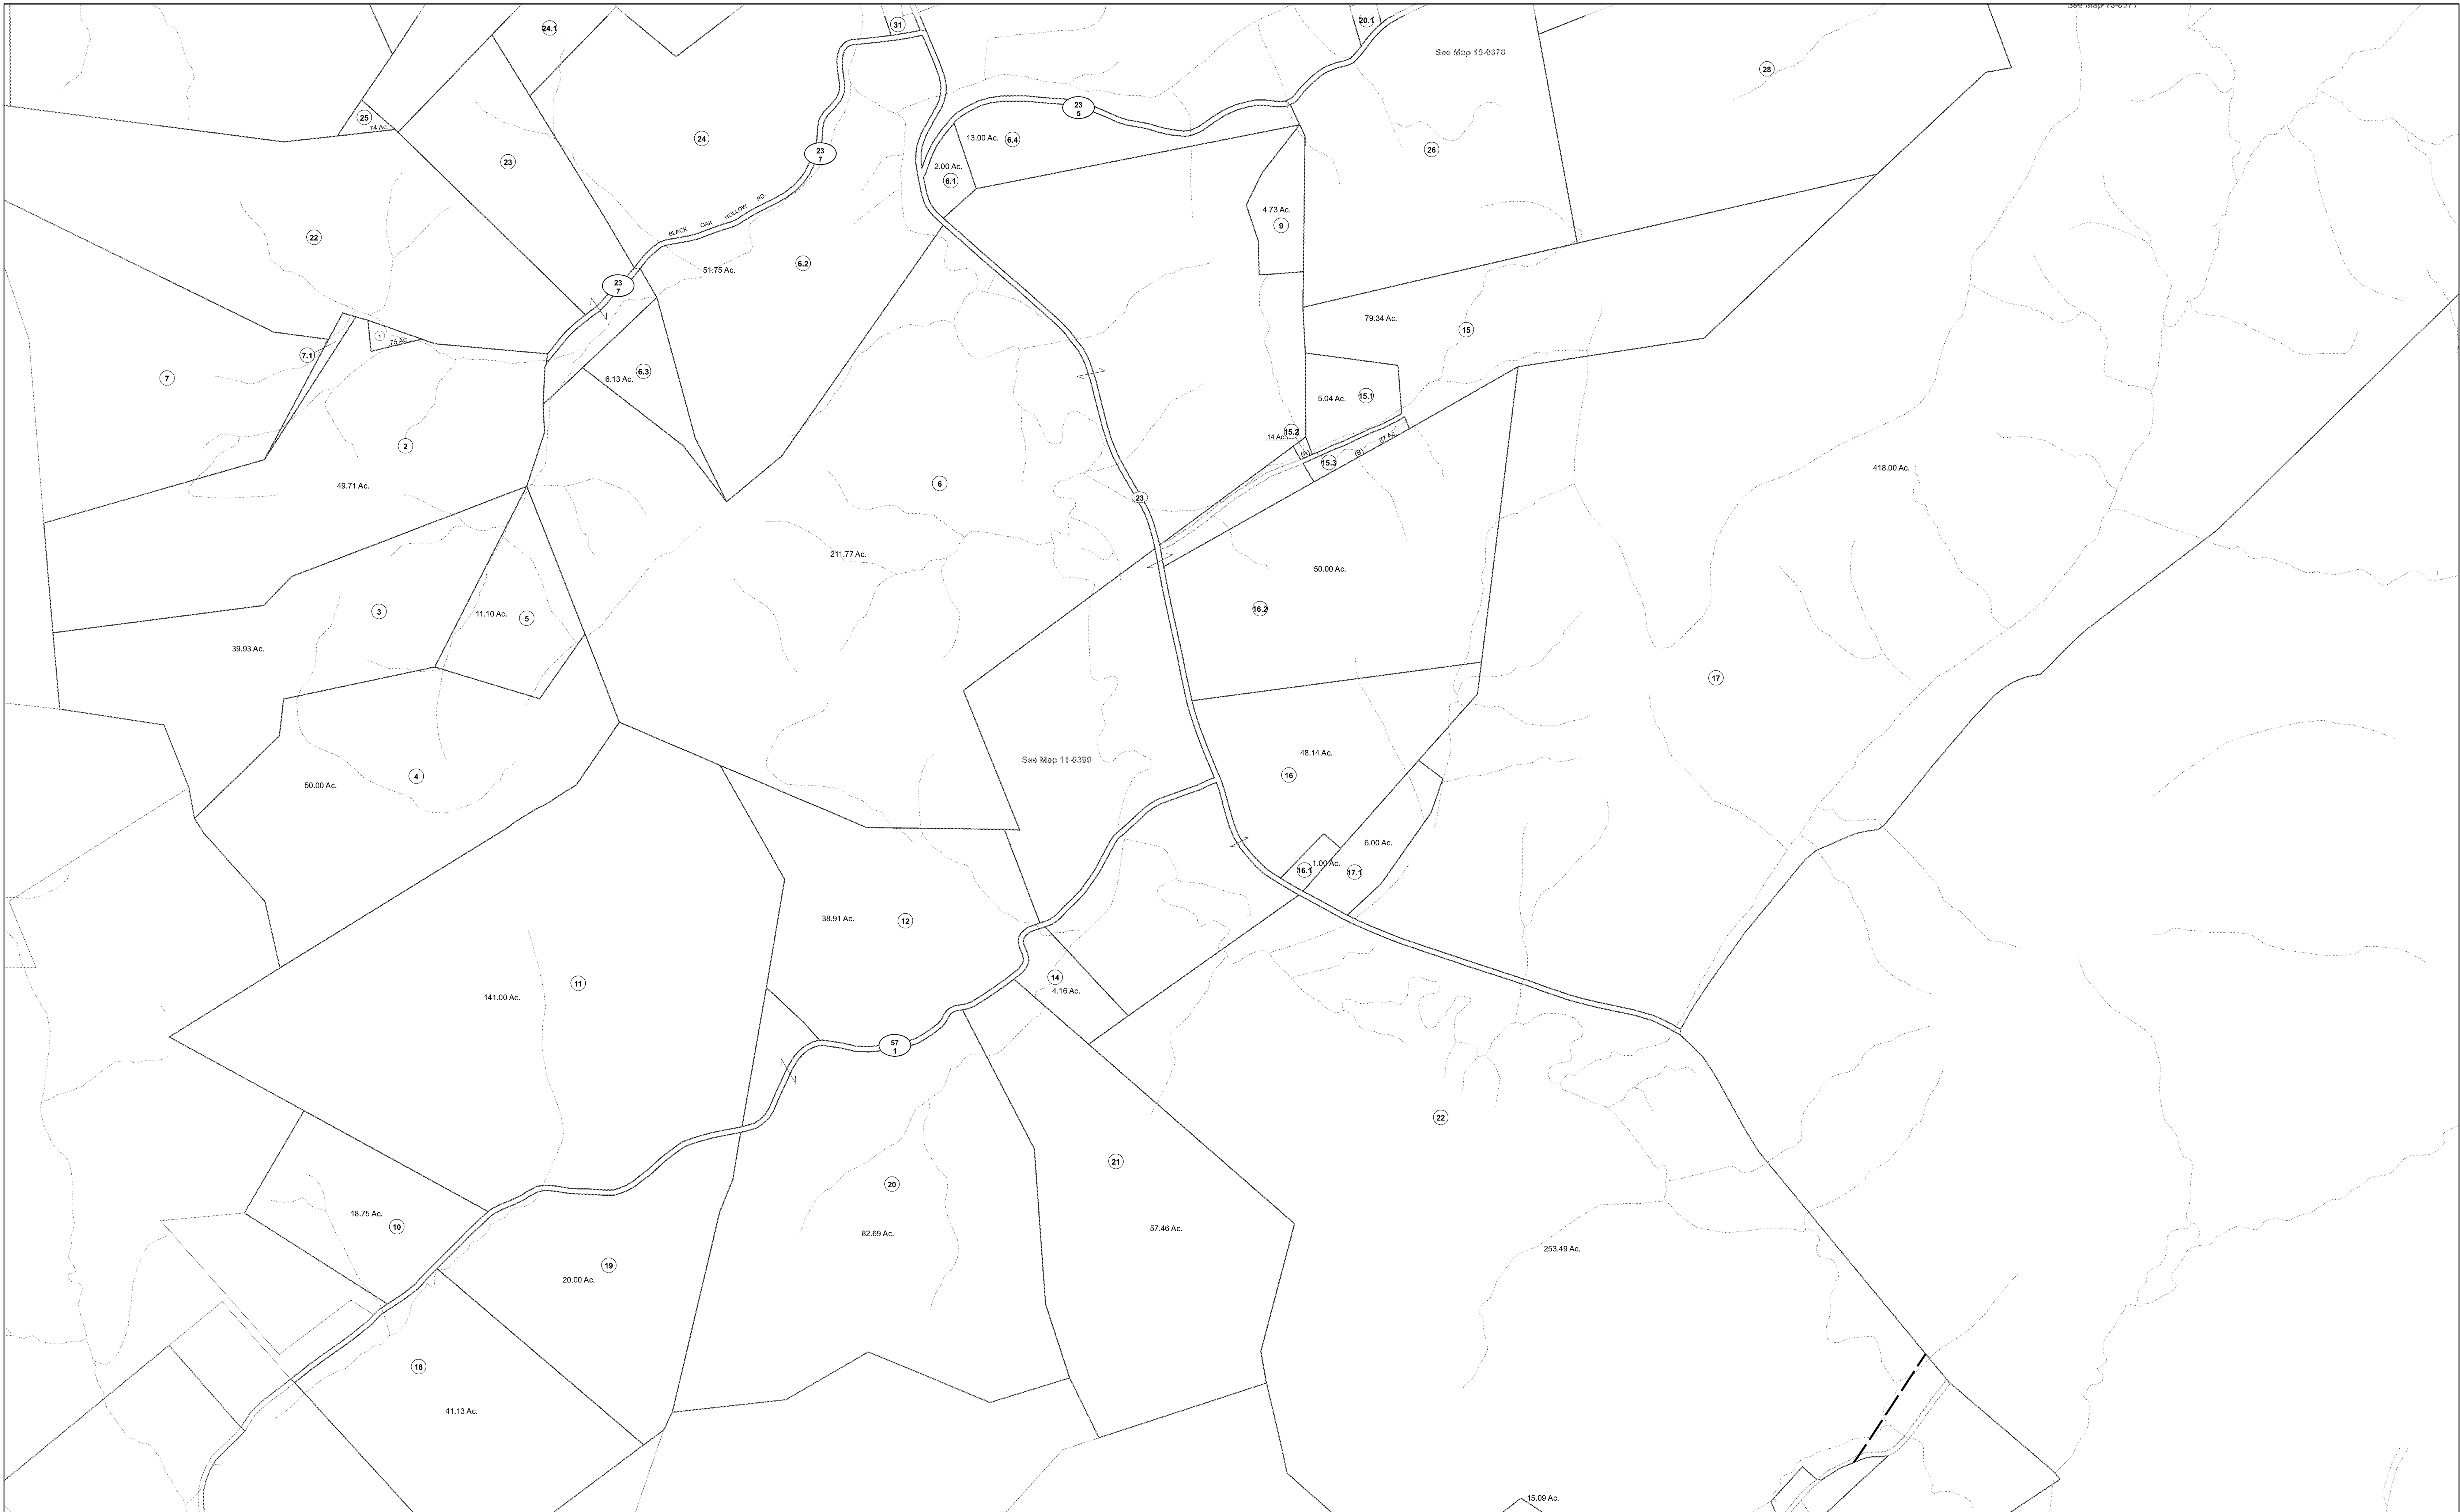 See Map 15-0371
31
20.1
24.1
See Map 15-0370
28
23
5
25
.74 Ac.
24
13.00 Ac.
6.4
26
23
7
23
2.00 Ac.
6.1
4.73 Ac.
9
BLACK OAK HOLLOW RD.
22
6.2
51.75 Ac.
23
7
79.34 Ac.
15
1
.75 Ac.
7.1
7
6.3
6.13 Ac.
5.04 Ac.
15.1
15.2
.14 Ac.
.87 Ac.
2
(A)
(B)
15.3
418.00 Ac.
49.71 Ac.
6
23
211.77 Ac.
50.00 Ac.
16.2
3
11.10 Ac.
5
39.93 Ac.
17
48.14 Ac.
See Map 11-0390
16
4
50.00 Ac.
6.00 Ac.
1.00 Ac.
16.1
17.1
38.91 Ac.
12
14
4.16 Ac.
11
141.00 Ac.
57
1
22
21
20
18.75 Ac.
10
57.46 Ac.
82.69 Ac.
253.49 Ac.
19
20.00 Ac.
18
41.13 Ac.
15.09 Ac.